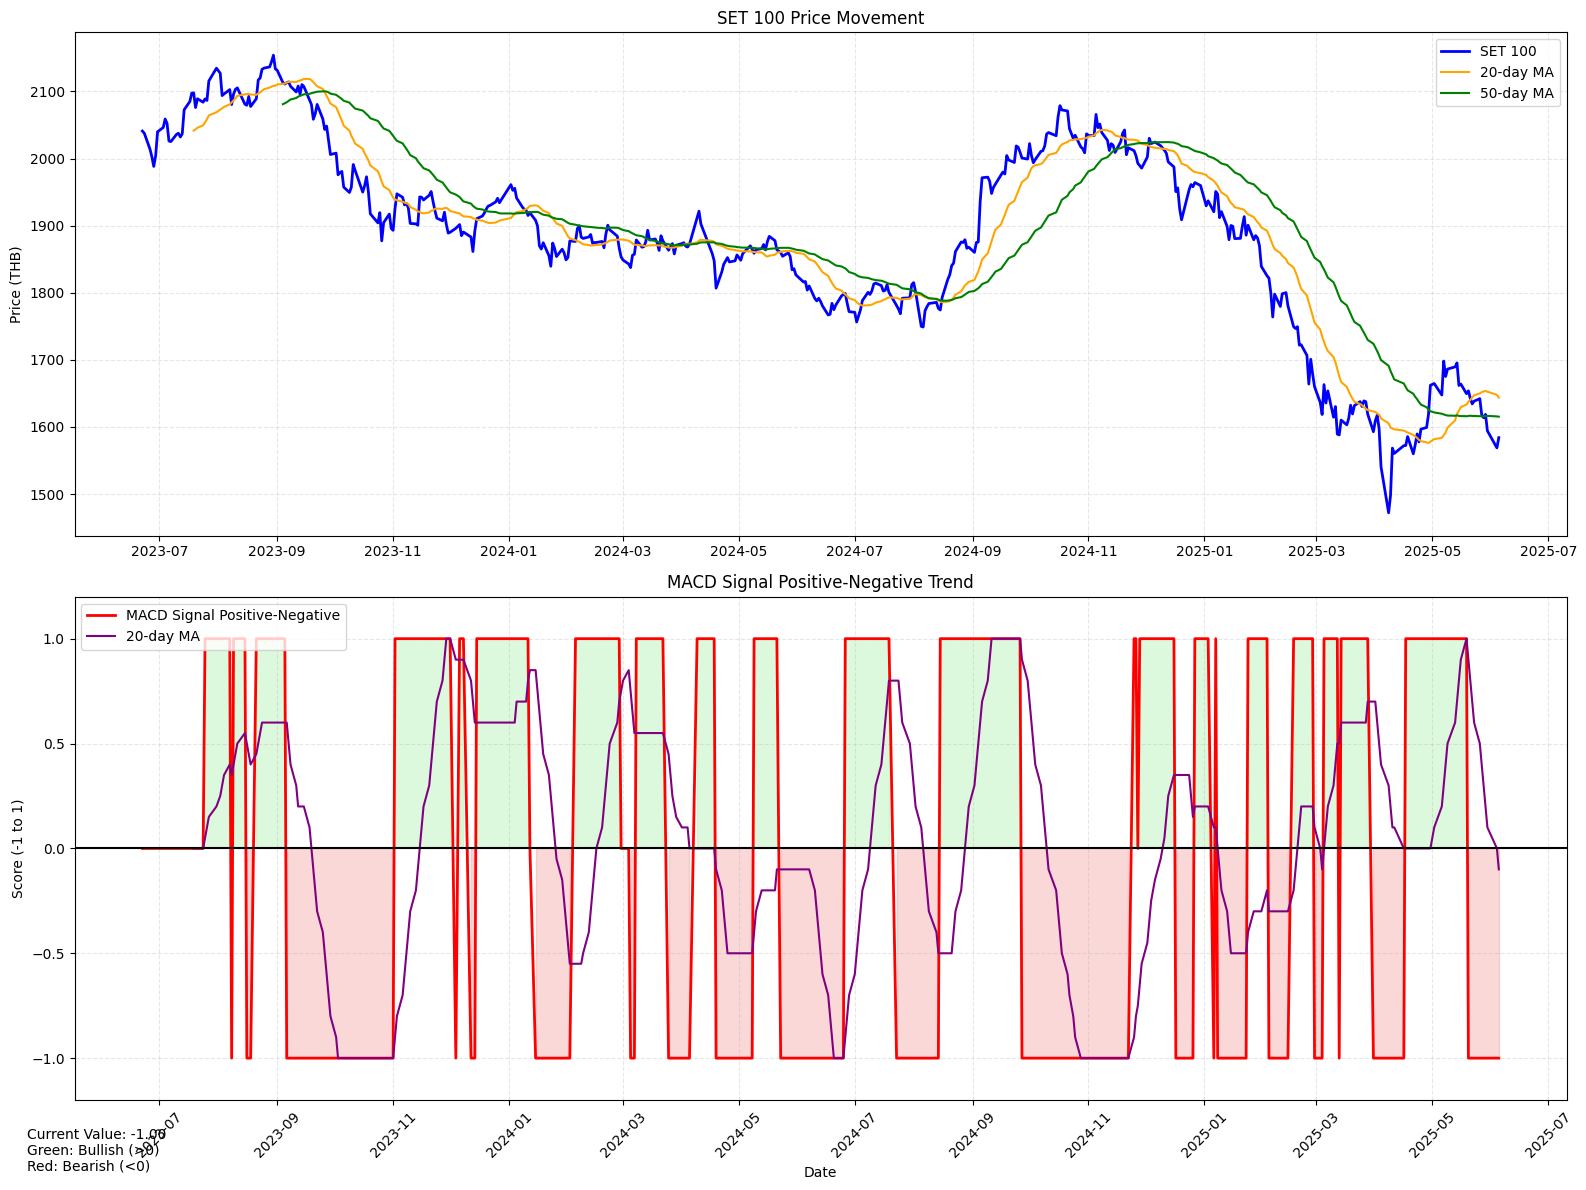 SET 100 Price Movement
SET 100
20-day MA
50-day MA
Price (THB)
2100
2000
1900
1800
1700
1600
1500
2023-07 2023-09 2023-11 2024-01 2024-03 2024-05 2024-07 2024-09 2024-11 2025-01 2025-03 2025-05 2025-07
MACD Signal Positive-Negative Trend
MACD Signal Positive-Negative
20-day MA
Score (-1 to 1)
1.0
0.5
0.0
−0.5
−1.0
2023-07 2023-09 2023-11 2024-01 2024-03 2024-05 2024-07 2024-09 2024-11 2025-01 2025-03 2025-05 2025-07
Date
Current Value: -1.00
Green: Bullish (>0)
Red: Bearish (<0)